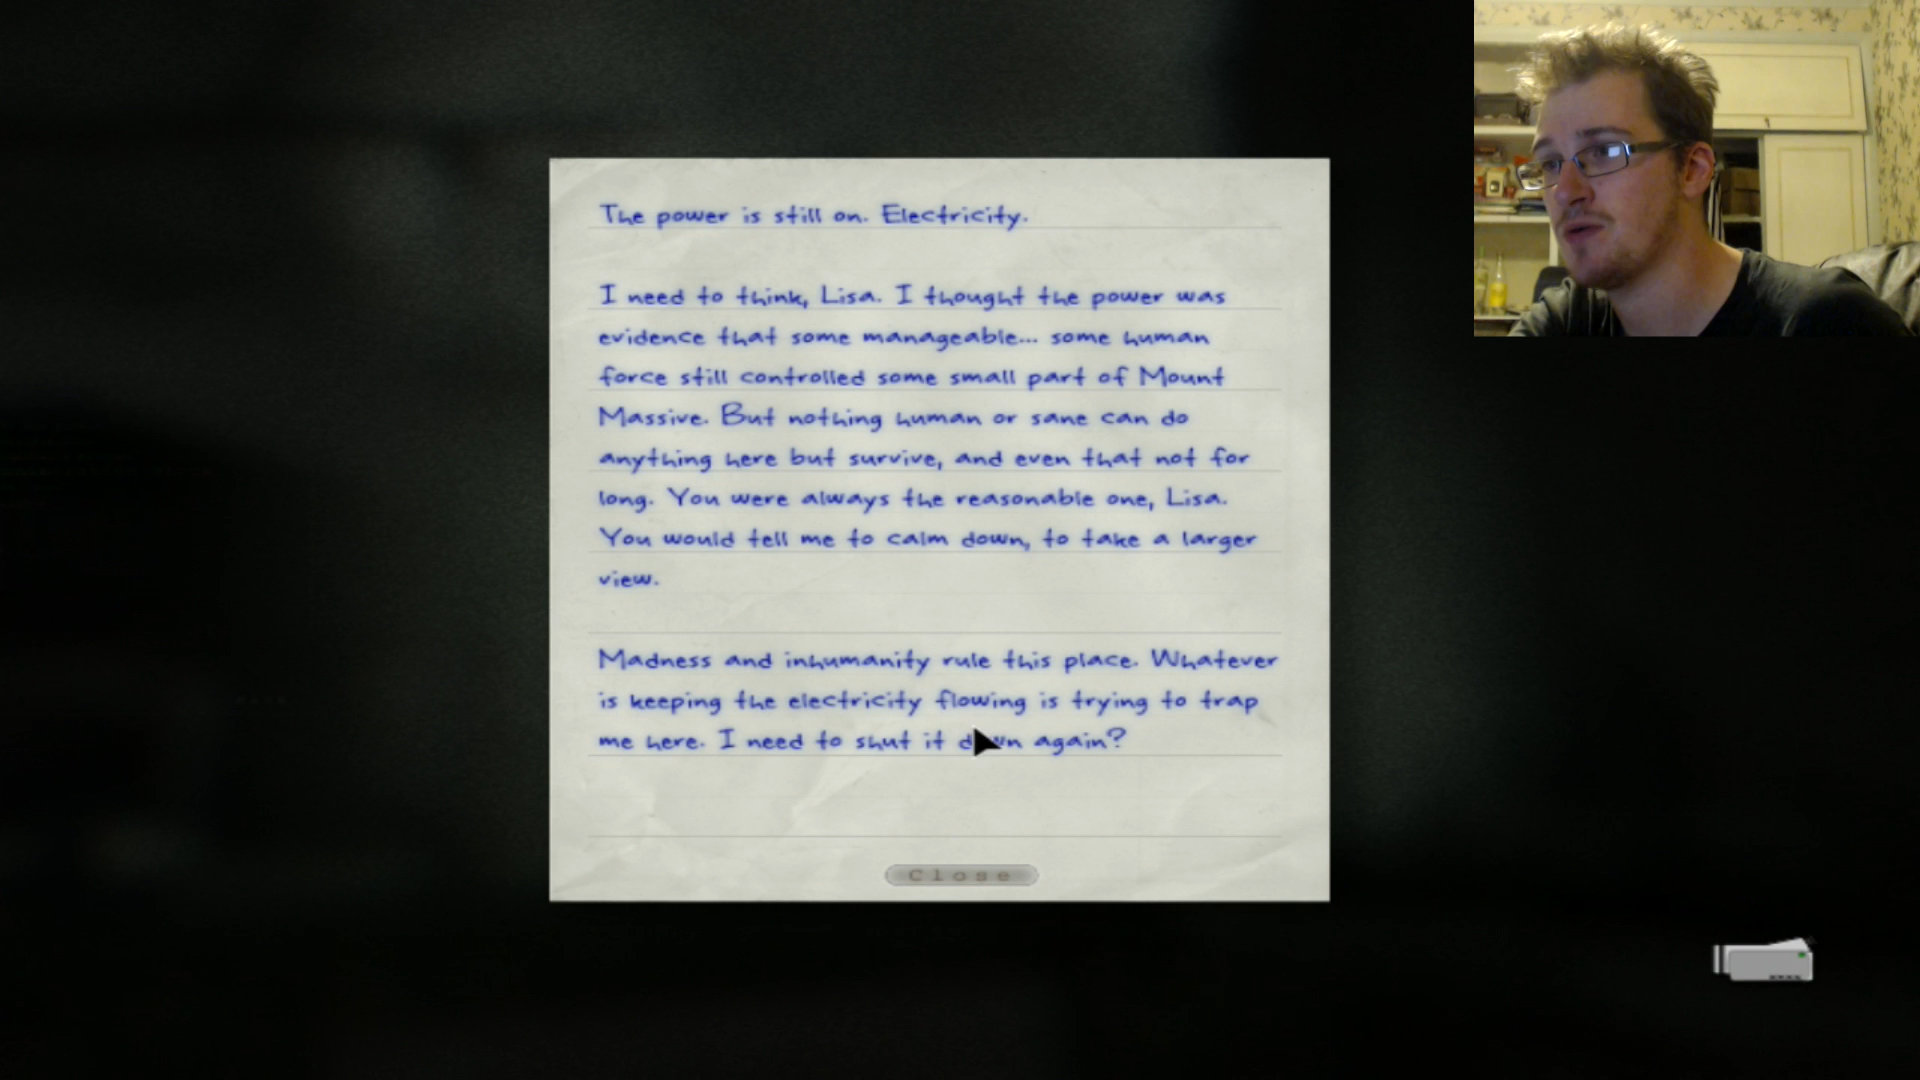 The power is still on. Electricity.
I need to think, Lisa. I thought the power was
evidence that some manageable... some human
force still controlled some small part of Mount
Massive. But nothing human or sane can do
anything here but survive, and even that not for
long. You were always the reasonable one, Lisa.
You would tell me to calm down, to take a larger
view.
Madness and inhumanity rule this place. Whatever
is keeping the electricity flowing is trying to trap
me here. I need to shut it down again?
Close